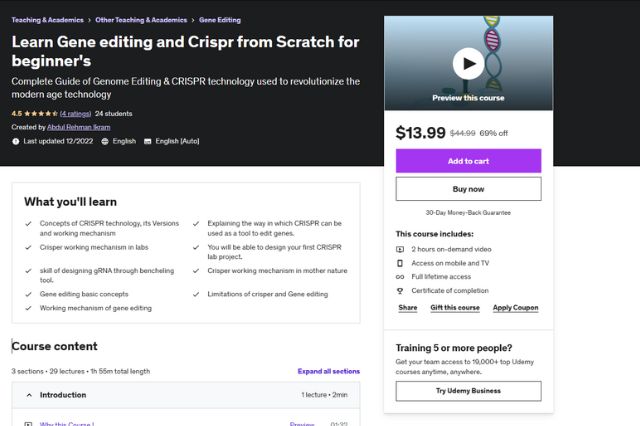 Teaching & Academics > Other Teaching & Academics > Gene Editing
Learn Gene editing and Crispr from Scratch for
beginner's
Complete Guide of Genome Editing & CRISPR technology used to revolutionize the
modern age technology
4.5 ★★★★★ (4 ratings) 24 students
Created by Abdul Rehman Ikram
Last updated 12/2022 English English [Auto]
Preview this course
$13.99 $44.99 69% off
Add to cart
Buy now
30-Day Money-Back Guarantee
This course includes:
2 hours on-demand video
Access on mobile and TV
Full lifetime access
Certificate of completion
Share Gift this course Apply Coupon
Training 5 or more people?
Get your team access to 19,000+ top Udemy
courses anytime, anywhere.
Try Udemy Business
What you'll learn
Concepts of CRISPR technology, its Versions
and working mechanism
Explaining the way in which CRISPR can be
used as a tool to edit genes.
Crisper working mechanism in labs
You will be able to design your first CRISPR
lab project.
skill of designing gRNA through bencheling
tool.
Crisper working mechanism in mother nature
Gene editing basic concepts
Limitations of crisper and Gene editing
Working mechanism of gene editing
Course content
3 sections • 29 lectures • 1h 55m total length
Expand all sections
Introduction
1 lecture • 2min
Why this Course !
Preview 01:32